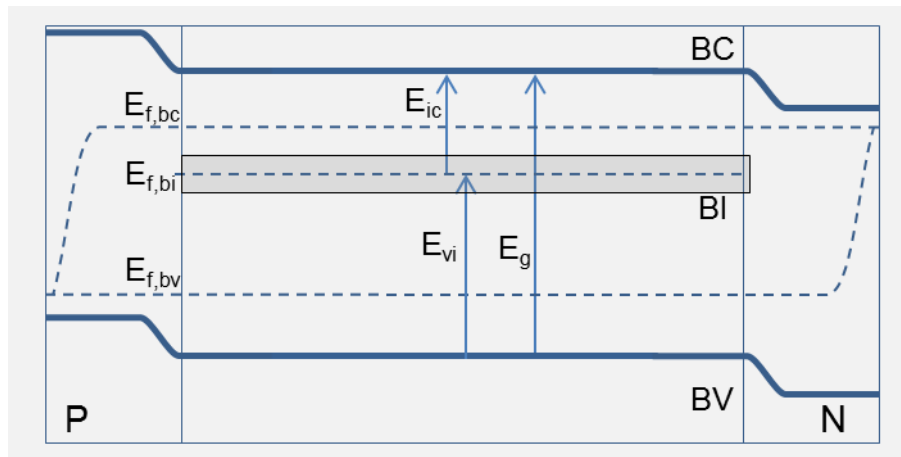 BC
E_f,bc
E_ic
E_f,bi
BI
E_vi
E_g
E_f,bv
BV
P
N